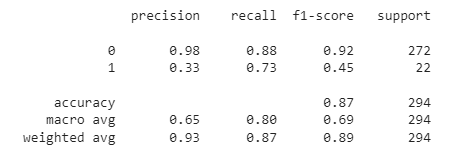 precision recall f1-score support
0 0.98 0.88 0.92 272
1 0.33 0.73 0.45 22
accuracy 0.87 294
macro avg 0.65 0.80 0.69 294
weighted avg 0.93 0.87 0.89 294